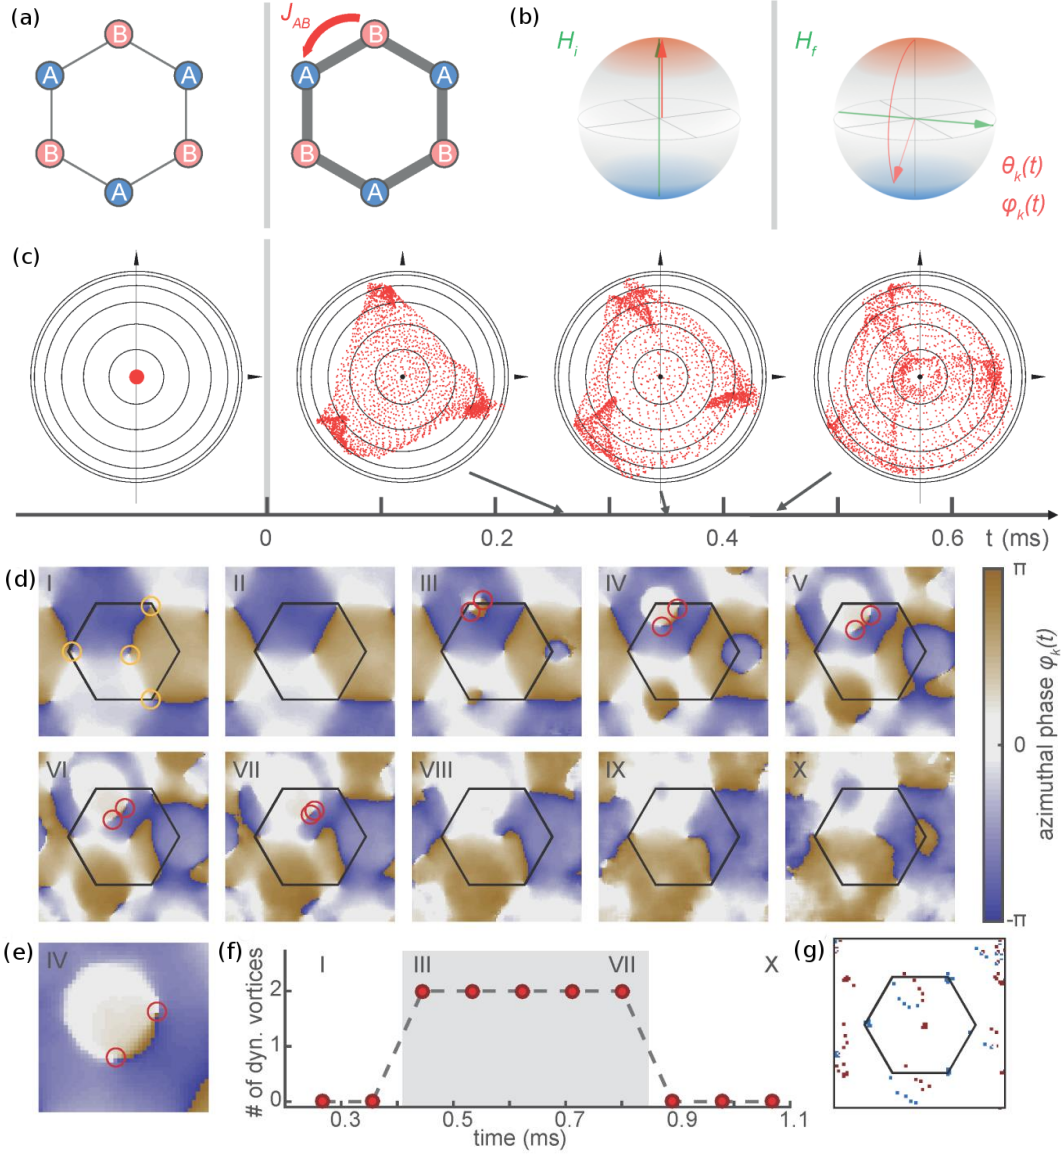 (a)
B
A
A
B
B
A
J_AB
B
A
A
B
B
A
(b)
H_i
H_f
θ_k(t)
φ_k(t)
(c)
0 0.2 0.4 0.6 t (ms)
(d)
I II III IV V
VI VII VIII IX X
π
0
-π
azimuthal phase φ_k(t)
(e)
IV
(f)
I III VII X
# of dyn. vortices
2
1
0
0.3 0.5 0.7 0.9 1.1
time (ms)
(g)